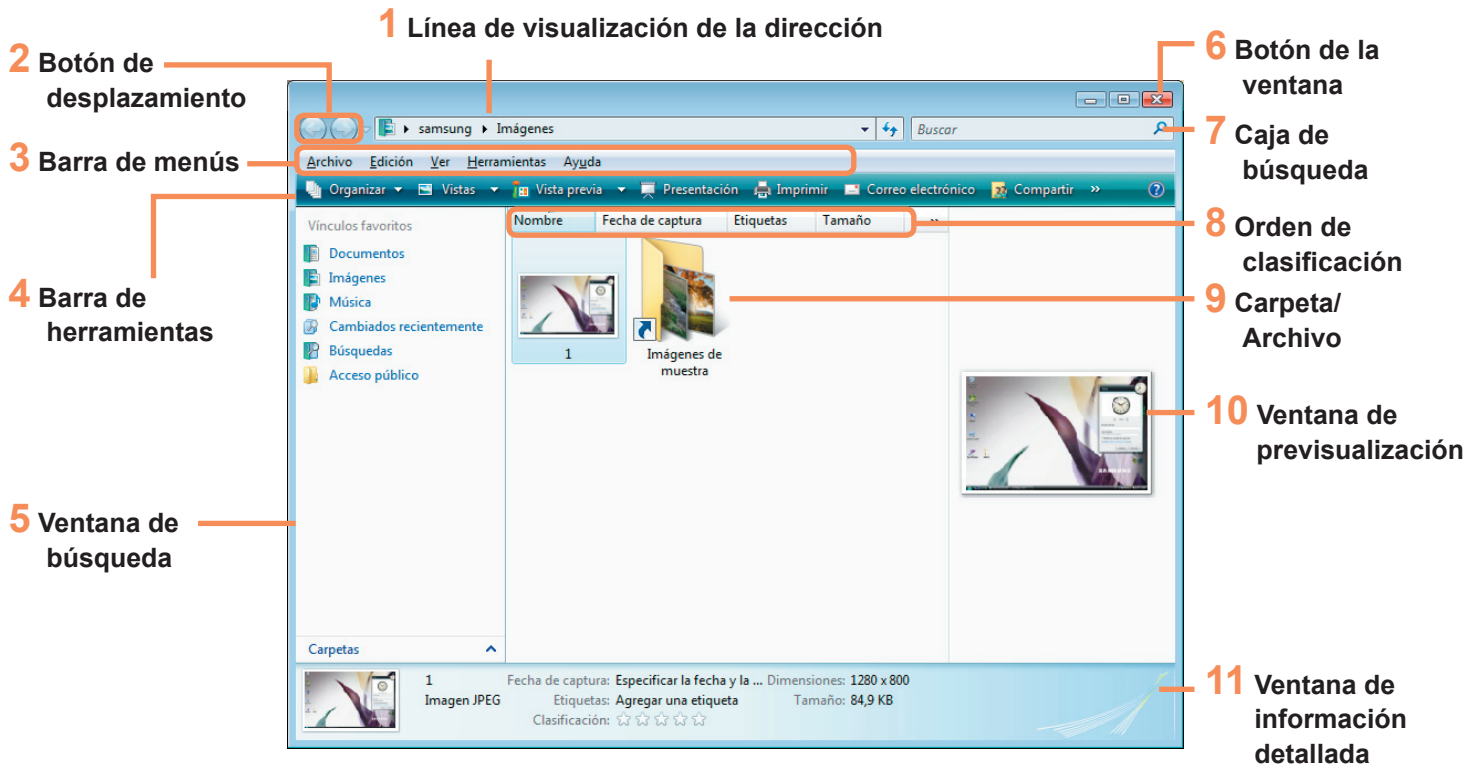 1 Línea de visualización de la dirección
2 Botón de
desplazamiento
3 Barra de menús
4 Barra de
herramientas
5 Ventana de
búsqueda
6 Botón de la
ventana
7 Caja de
búsqueda
8 Orden de
clasificación
9 Carpeta/
Archivo
10 Ventana de
previsualización
11 Ventana de
información
detallada
samsung Imágenes
Buscar
Archivo Edición Ver Herramientas Ayuda
Organizar Vistas Vista previa Presentación Imprimir Correo electrónico Compartir »
Vínculos favoritos
Documentos
Imágenes
Música
Cambiados recientemente
Búsquedas
Acceso público
Carpetas
Nombre Fecha de captura Etiquetas Tamaño »
1
Imágenes de
muestra
1 Fecha de captura: Especificar la fecha y la ... Dimensiones: 1280 x 800
Imagen JPEG Etiquetas: Agregar una etiqueta Tamaño: 84,9 KB
Clasificación: